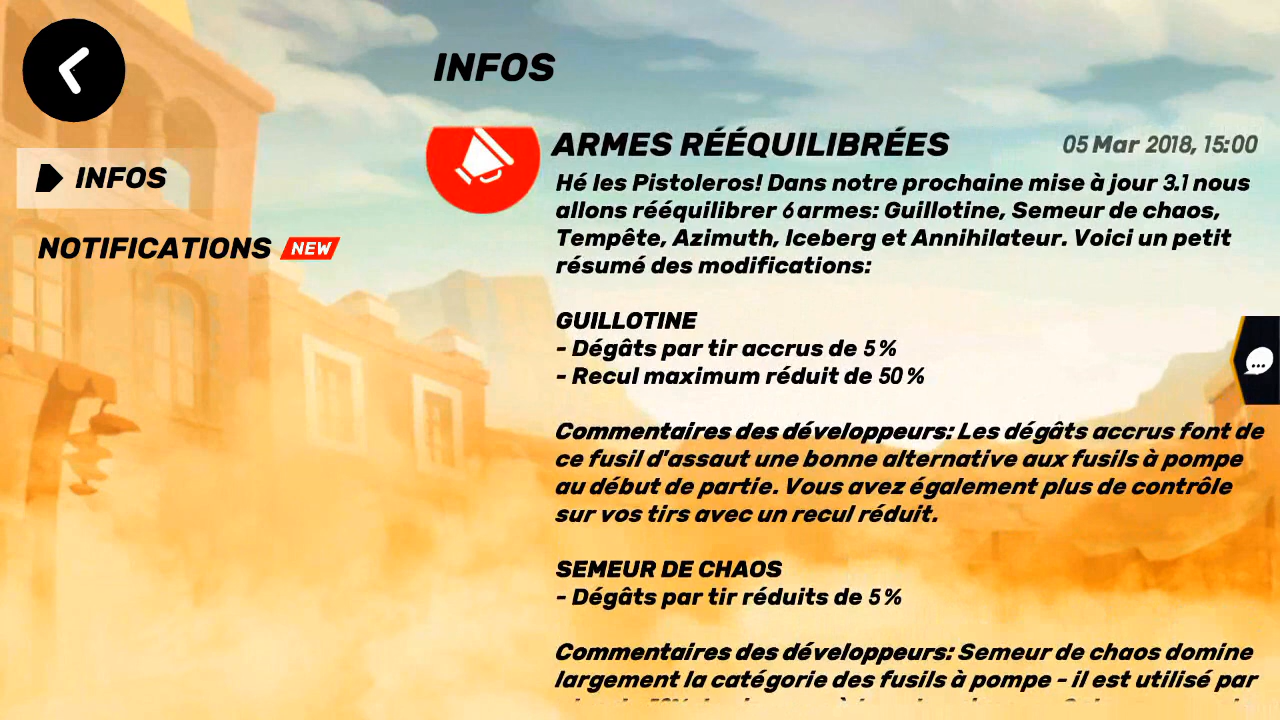 INFOS
INFOS
NOTIFICATIONS NEW
ARMES RÉÉQUILIBRÉES 05 Mar 2018, 15:00
Hé les Pistoleros! Dans notre prochaine mise à jour 3.1 nous
allons rééquilibrer 6 armes: Guillotine, Semeur de chaos,
Tempête, Azimuth, Iceberg et Annihilateur. Voici un petit
résumé des modifications:
GUILLOTINE
- Dégâts par tir accrus de 5%
- Recul maximum réduit de 50%
Commentaires des développeurs: Les dégâts accrus font de
ce fusil d'assaut une bonne alternative aux fusils à pompe
au début de partie. Vous avez également plus de contrôle
sur vos tirs avec un recul réduit.
SEMEUR DE CHAOS
- Dégâts par tir réduits de 5%
Commentaires des développeurs: Semeur de chaos domine
largement la catégorie des fusils à pompe - il est utilisé par